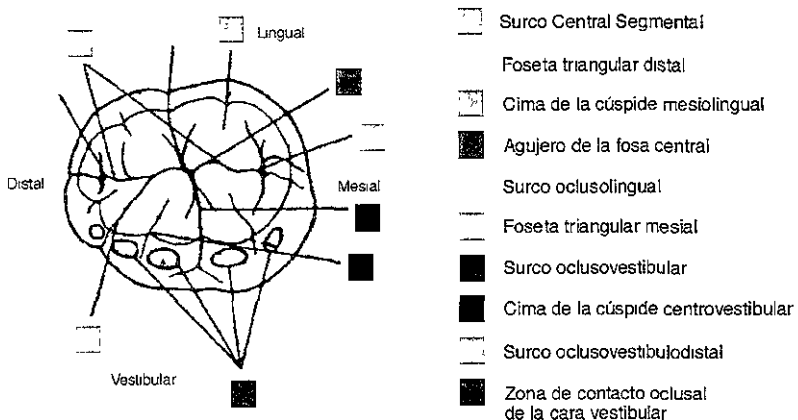 Lingual
Distal
Mesial
Vestibular
Surco Central Segmental
Foseta triangular distal
Cima de la cúspide mesiolingual
Agujero de la fosa central
Surco oclusolingual
Foseta triangular mesial
Surco oclusovestibular
Cima de la cúspide centrovestibular
Surco oclusovestibulodistal
Zona de contacto oclusal
de la cara vestibular